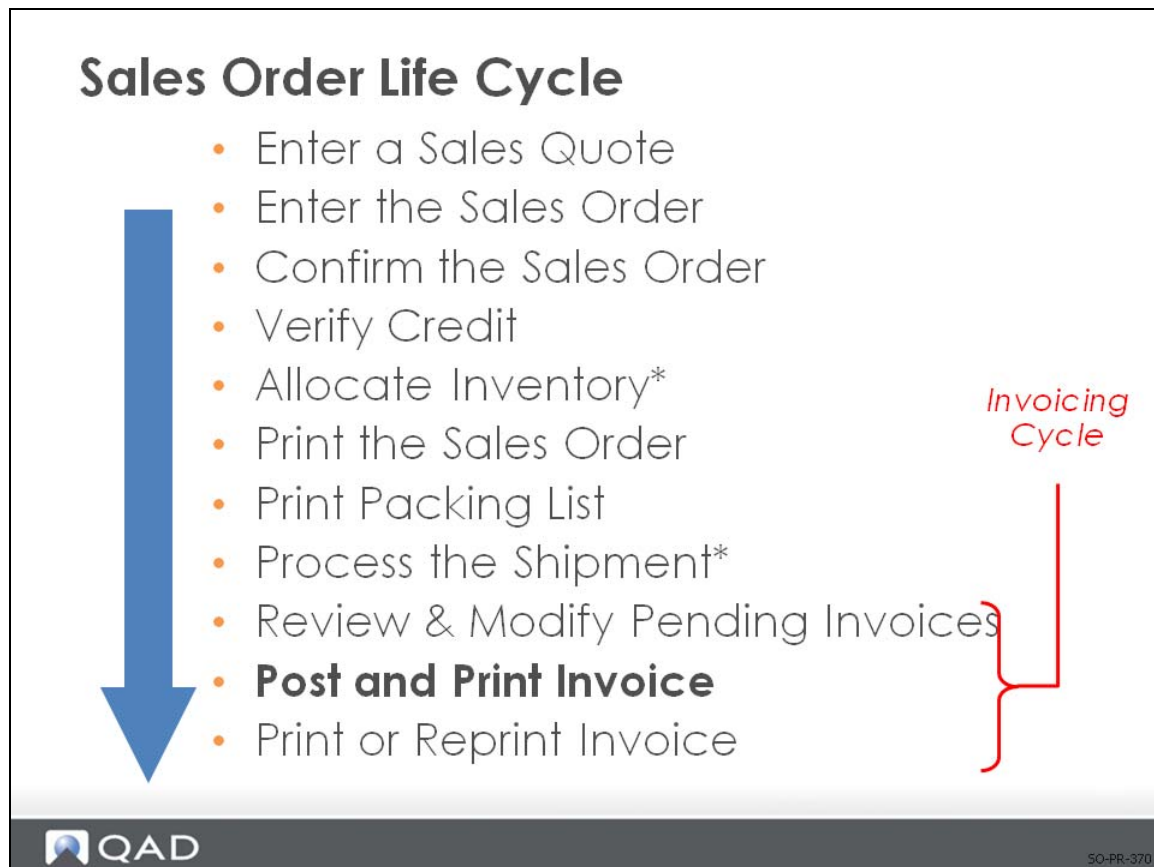 Sales Order Life Cycle
• Enter a Sales Quote
• Enter the Sales Order
• Confirm the Sales Order
• Verify Credit
• Allocate Inventory*
• Print the Sales Order
• Print Packing List
• Process the Shipment*
• Review & Modify Pending Invoices
• Post and Print Invoice
• Print or Reprint Invoice
Invoicing
Cycle
QAD
SO-PR-370